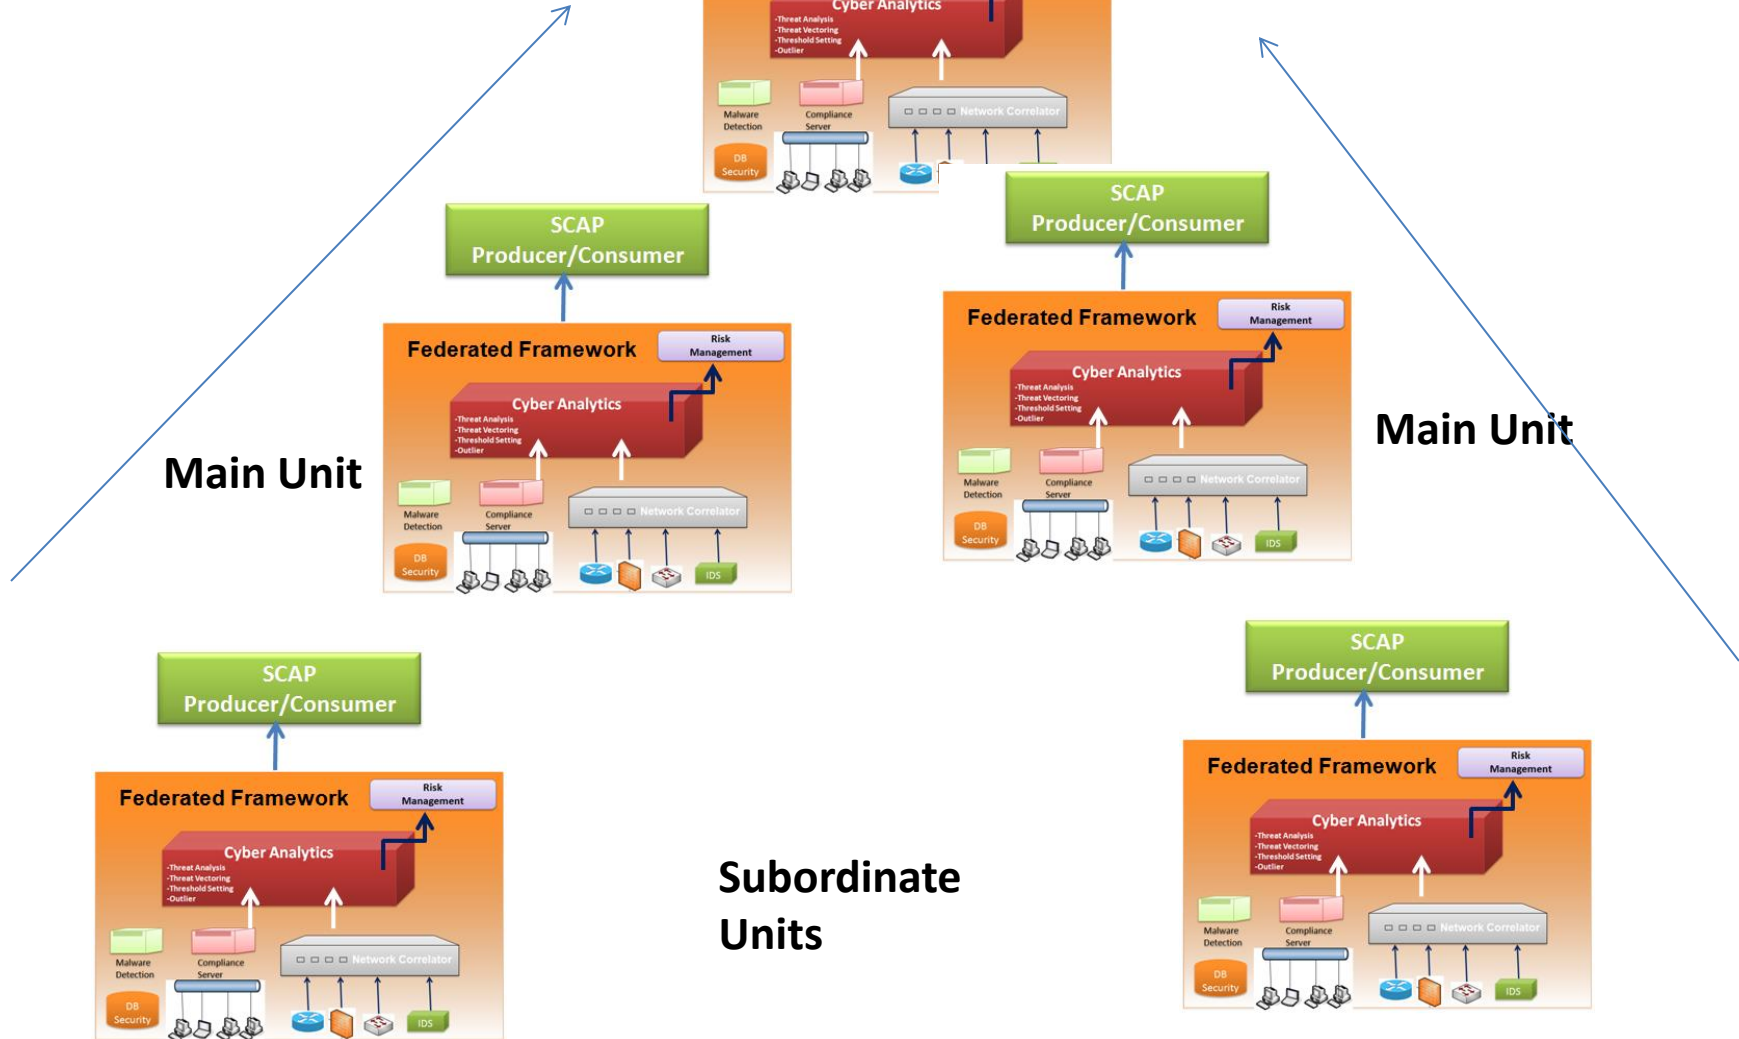 Cyber Analytics
-Threat Analysis
-Threat Vectoring
-Threshold Setting
-Outlier
Malware
Detection
Compliance
Server
Network Correlator
DB
Security
SCAP
Producer/Consumer
SCAP
Producer/Consumer
Federated Framework
Risk
Management
Cyber Analytics
-Threat Analysis
-Threat Vectoring
-Threshold Setting
-Outlier
Main Unit
Malware
Detection
Compliance
Server
Network Correlator
DB
Security
IDS
Federated Framework
Risk
Management
Cyber Analytics
-Threat Analysis
-Threat Vectoring
-Threshold Setting
-Outlier
Main Unit
Malware
Detection
Compliance
Server
Network Correlator
DB
Security
IDS
SCAP
Producer/Consumer
Federated Framework
Risk
Management
Cyber Analytics
-Threat Analysis
-Threat Vectoring
-Threshold Setting
-Outlier
Malware
Detection
Compliance
Server
Network Correlator
DB
Security
IDS
Subordinate
Units
SCAP
Producer/Consumer
Federated Framework
Risk
Management
Cyber Analytics
-Threat Analysis
-Threat Vectoring
-Threshold Setting
-Outlier
Malware
Detection
Compliance
Server
Network Correlator
DB
Security
IDS